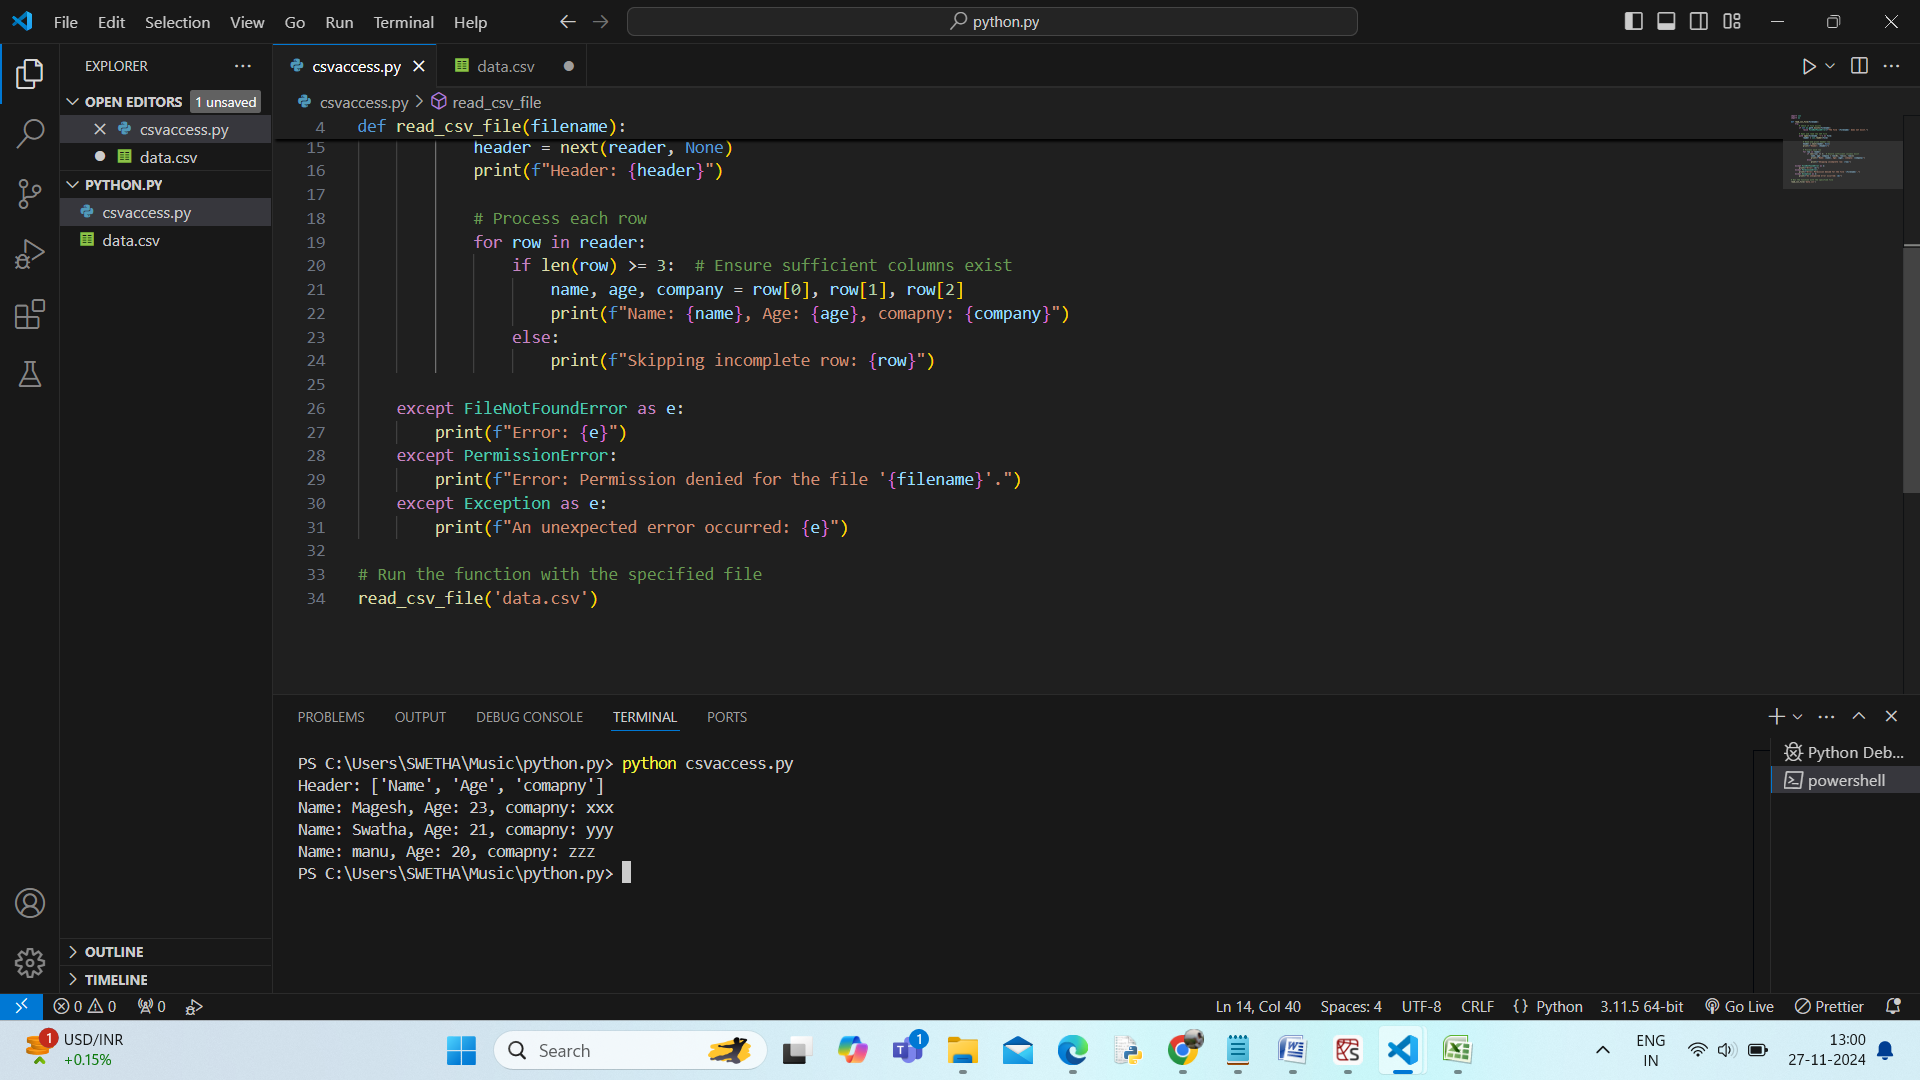 File Edit Selection View Go Run Terminal Help
python.py
EXPLORER
OPEN EDITORS 1 unsaved
csvaccess.py
data.csv
PYTHON.PY
csvaccess.py
data.csv
OUTLINE
TIMELINE
csvaccess.py
data.csv
csvaccess.py > read_csv_file
4 def read_csv_file(filename):
15 header = next(reader, None)
16 print(f"Header: {header}")
17
18 # Process each row
19 for row in reader:
20 if len(row) >= 3:  # Ensure sufficient columns exist
21 name, age, company = row[0], row[1], row[2]
22 print(f"Name: {name}, Age: {age}, comapny: {company}")
23 else:
24 print(f"Skipping incomplete row: {row}")
25
26 except FileNotFoundError as e:
27 print(f"Error: {e}")
28 except PermissionError:
29 print(f"Error: Permission denied for the file '{filename}'.")
30 except Exception as e:
31 print(f"An unexpected error occurred: {e}")
32
33 # Run the function with the specified file
34 read_csv_file('data.csv')
PROBLEMS OUTPUT DEBUG CONSOLE TERMINAL PORTS
PS C:\Users\SWETHA\Music\python.py> python csvaccess.py
Header: ['Name', 'Age', 'comapny']
Name: Magesh, Age: 23, comapny: xxx
Name: Swatha, Age: 21, comapny: yyy
Name: manu, Age: 20, comapny: zzz
PS C:\Users\SWETHA\Music\python.py>
Python Deb...
powershell
0 0 0
Ln 14, Col 40 Spaces: 4 UTF-8 CRLF {} Python 3.11.5 64-bit Go Live Prettier
1
USD/INR
+0.15%
Search
1
ENG
IN
13:00
27-11-2024